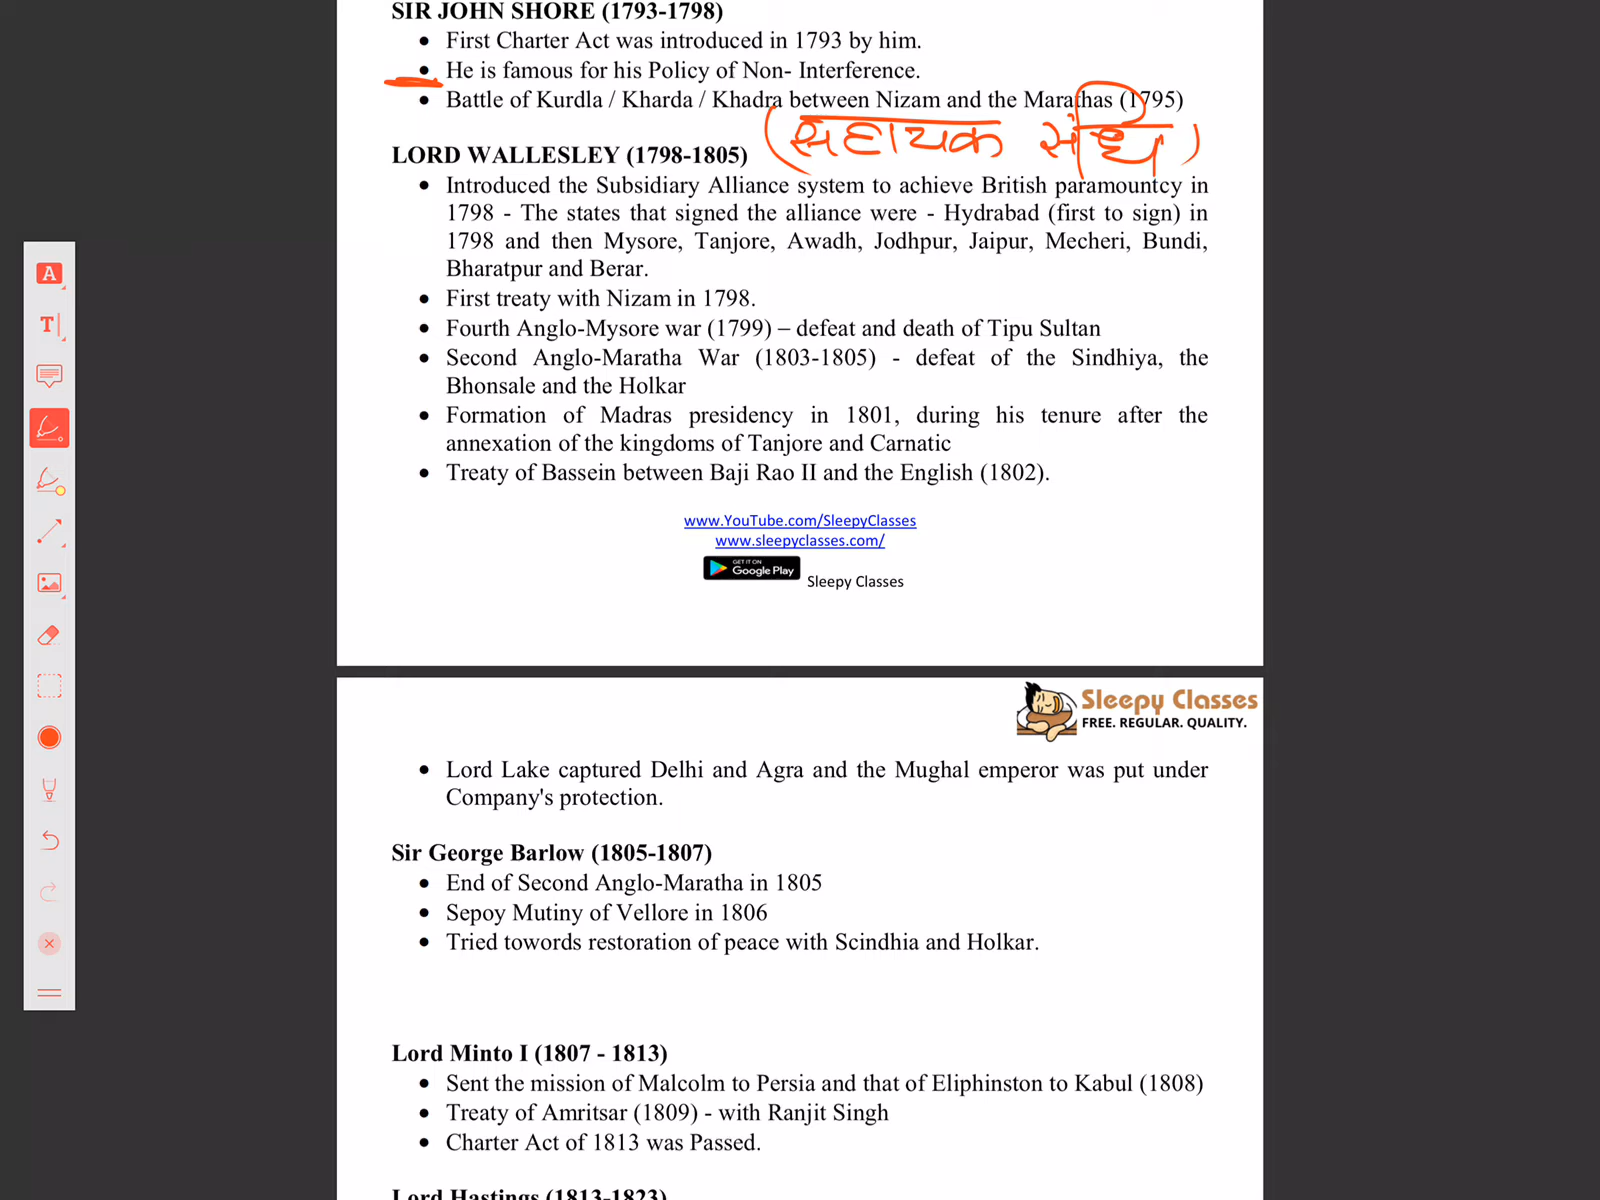 SIR JOHN SHORE (1793-1798)
• First Charter Act was introduced in 1793 by him.
• He is famous for his Policy of Non- Interference.
• Battle of Kurdla / Kharda / Khadra between Nizam and the Marathas (1795)
(सहायक संधि)
LORD WALLESLEY (1798-1805)
• Introduced the Subsidiary Alliance system to achieve British paramountcy in
1798 - The states that signed the alliance were - Hydrabad (first to sign) in
1798 and then Mysore, Tanjore, Awadh, Jodhpur, Jaipur, Mecheri, Bundi,
Bharatpur and Berar.
• First treaty with Nizam in 1798.
• Fourth Anglo-Mysore war (1799) – defeat and death of Tipu Sultan
• Second Anglo-Maratha War (1803-1805) - defeat of the Sindhiya, the
Bhonsale and the Holkar
• Formation of Madras presidency in 1801, during his tenure after the
annexation of the kingdoms of Tanjore and Carnatic
• Treaty of Bassein between Baji Rao II and the English (1802).
www.YouTube.com/SleepyClasses
www.sleepyclasses.com/
GET IT ON
Google Play
Sleepy Classes
Sleepy Classes
FREE. REGULAR. QUALITY.
• Lord Lake captured Delhi and Agra and the Mughal emperor was put under
Company's protection.
Sir George Barlow (1805-1807)
• End of Second Anglo-Maratha in 1805
• Sepoy Mutiny of Vellore in 1806
• Tried towords restoration of peace with Scindhia and Holkar.
Lord Minto I (1807 - 1813)
• Sent the mission of Malcolm to Persia and that of Eliphinston to Kabul (1808)
• Treaty of Amritsar (1809) - with Ranjit Singh
• Charter Act of 1813 was Passed.
Lord Hastings (1813-1823)
A
T